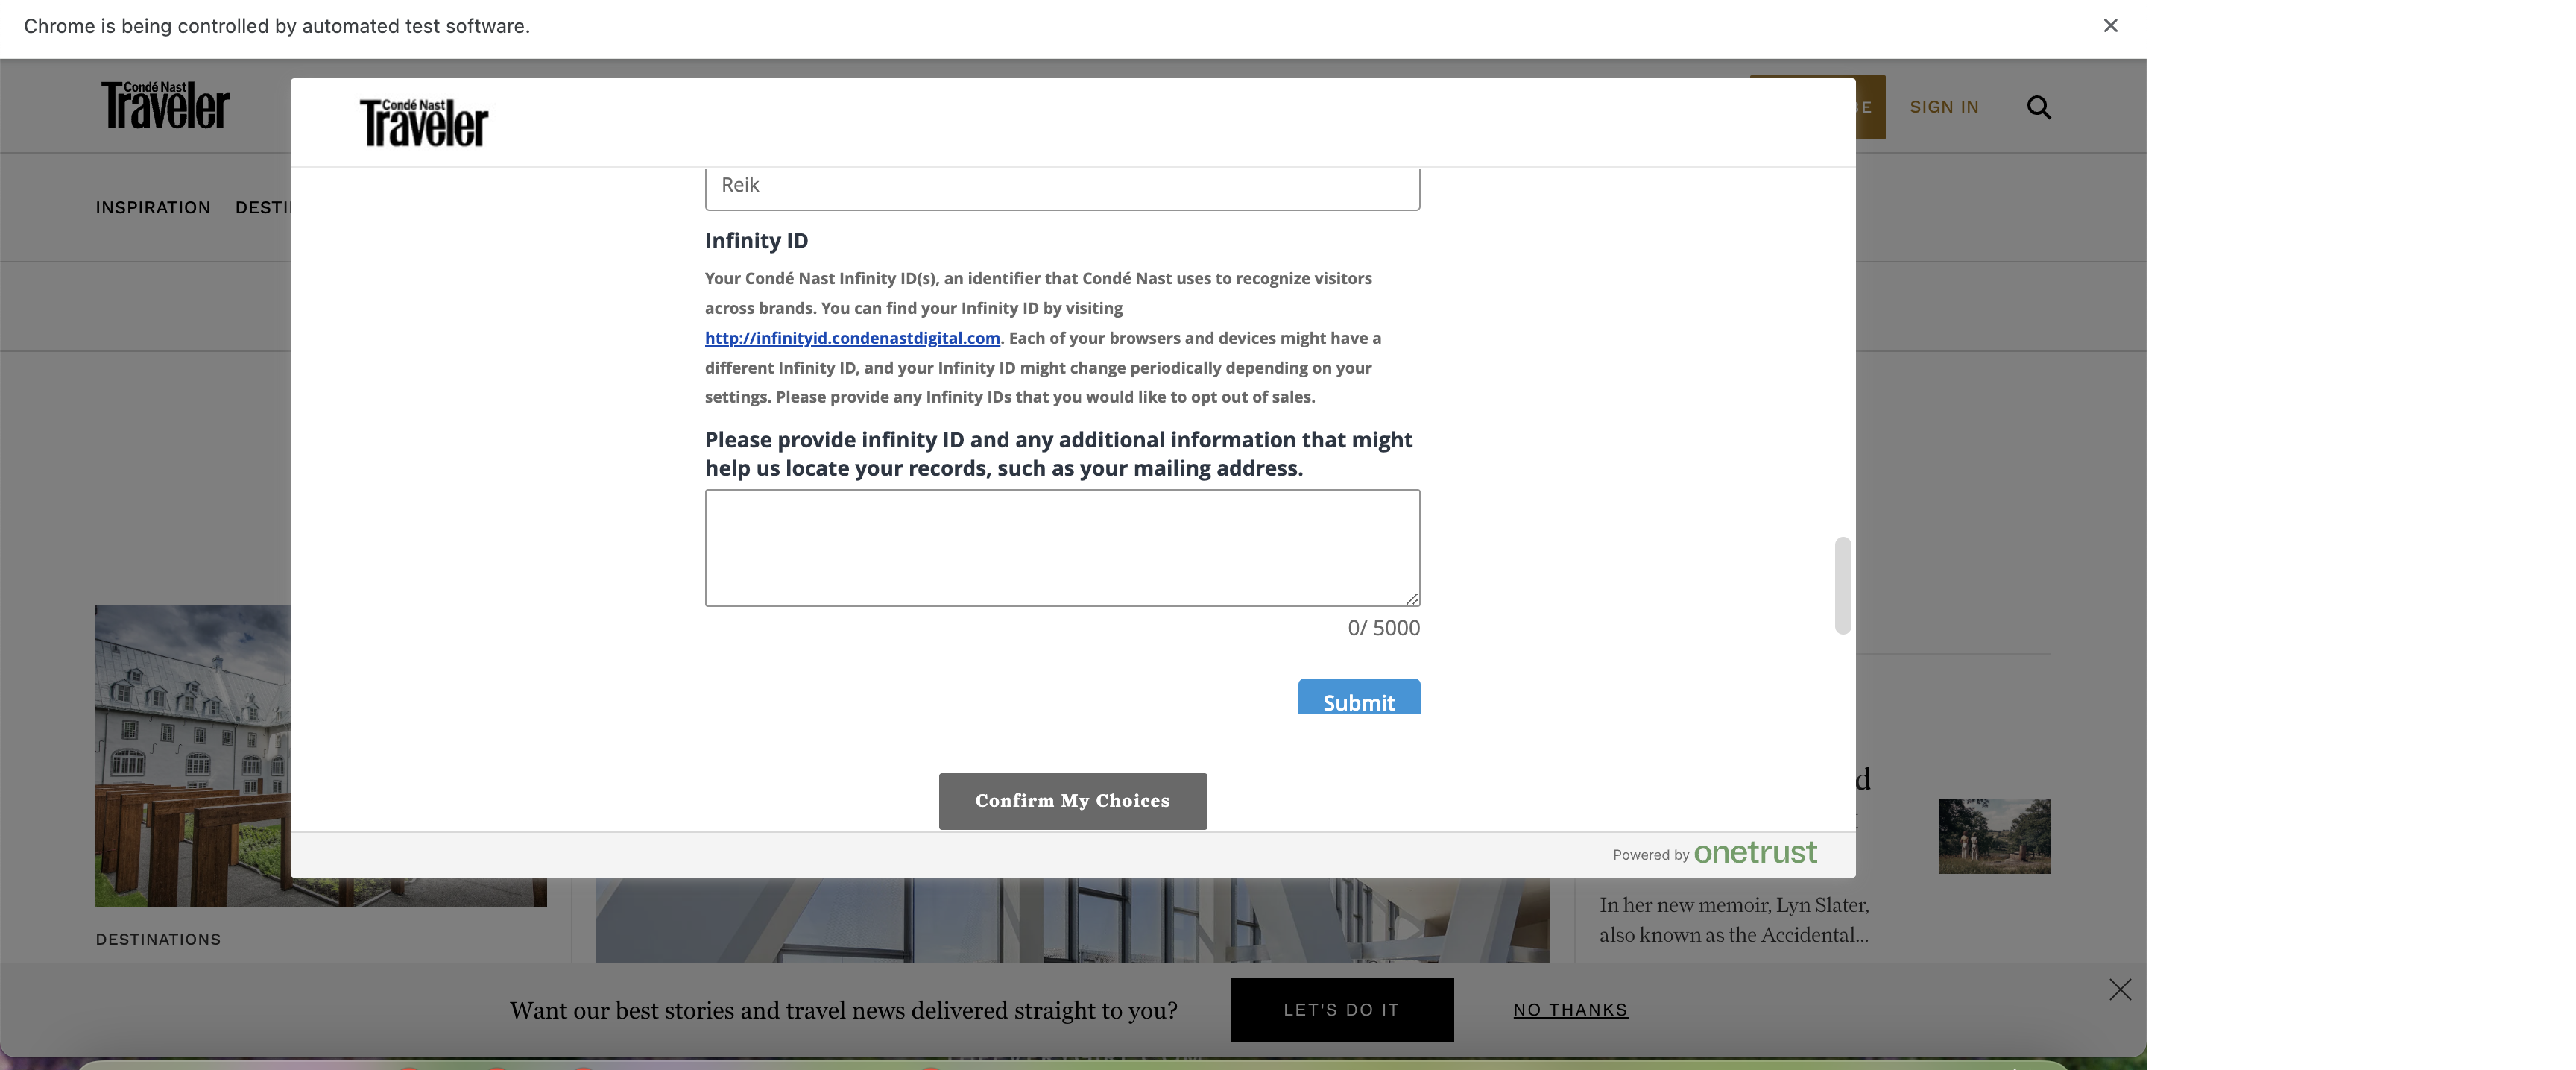 Chrome is being controlled by automated test software.
Condé Nast
Traveler
Condé Nast
Traveler
BE
SIGN IN
INSPIRATION
DESTI
Reik
Infinity ID
Your Condé Nast Infinity ID(s), an identifier that Condé Nast uses to recognize visitors
across brands. You can find your Infinity ID by visiting
http://infinityid.condenastdigital.com. Each of your browsers and devices might have a
different Infinity ID, and your Infinity ID might change periodically depending on your
settings. Please provide any Infinity IDs that you would like to opt out of sales.
Please provide infinity ID and any additional information that might
help us locate your records, such as your mailing address.
0/ 5000
Submit
Confirm My Choices
d
Powered by onetrust
In her new memoir, Lyn Slater,
also known as the Accidental...
DESTINATIONS
Want our best stories and travel news delivered straight to you?
LET'S DO IT
NO THANKS